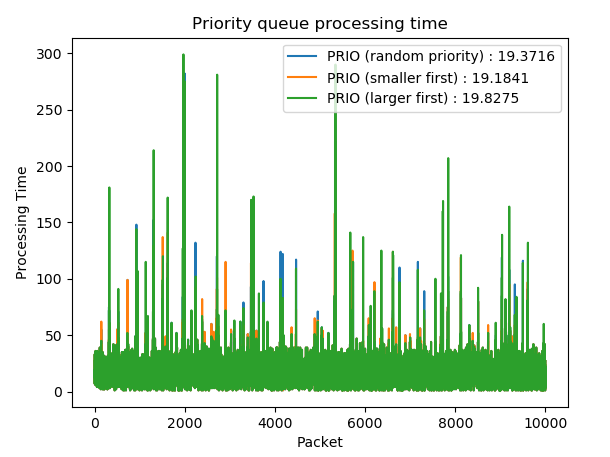 Priority queue processing time
PRIO (random priority) : 19.3716
PRIO (smaller first) : 19.1841
PRIO (larger first) : 19.8275
Processing Time
300
250
200
150
100
50
0
0 2000 4000 6000 8000 10000
Packet